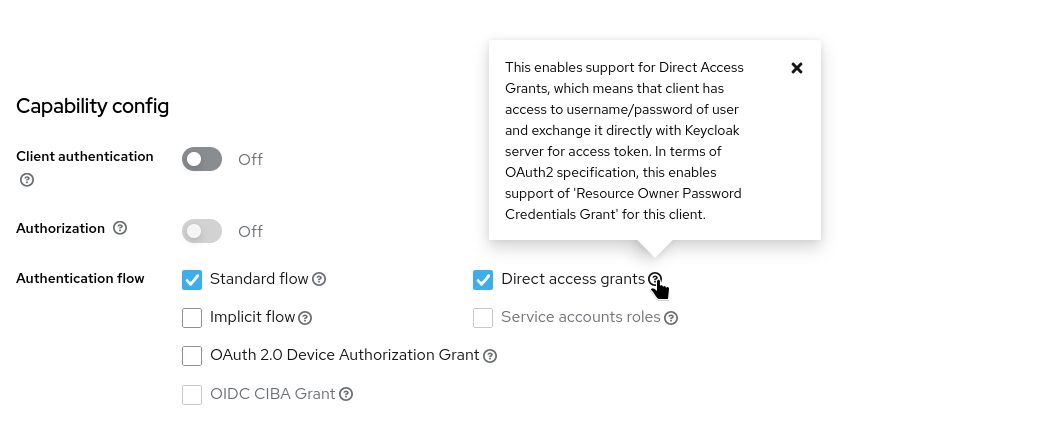 This enables support for Direct Access
Grants, which means that client has
access to username/password of user
and exchange it directly with Keycloak
server for access token. In terms of
OAuth2 specification, this enables
support of 'Resource Owner Password
Credentials Grant' for this client.
Capability config
Client authentication
Off
Authorization
Off
Authentication flow
Standard flow
Direct access grants
Implicit flow
Service accounts roles
OAuth 2.0 Device Authorization Grant
OIDC CIBA Grant